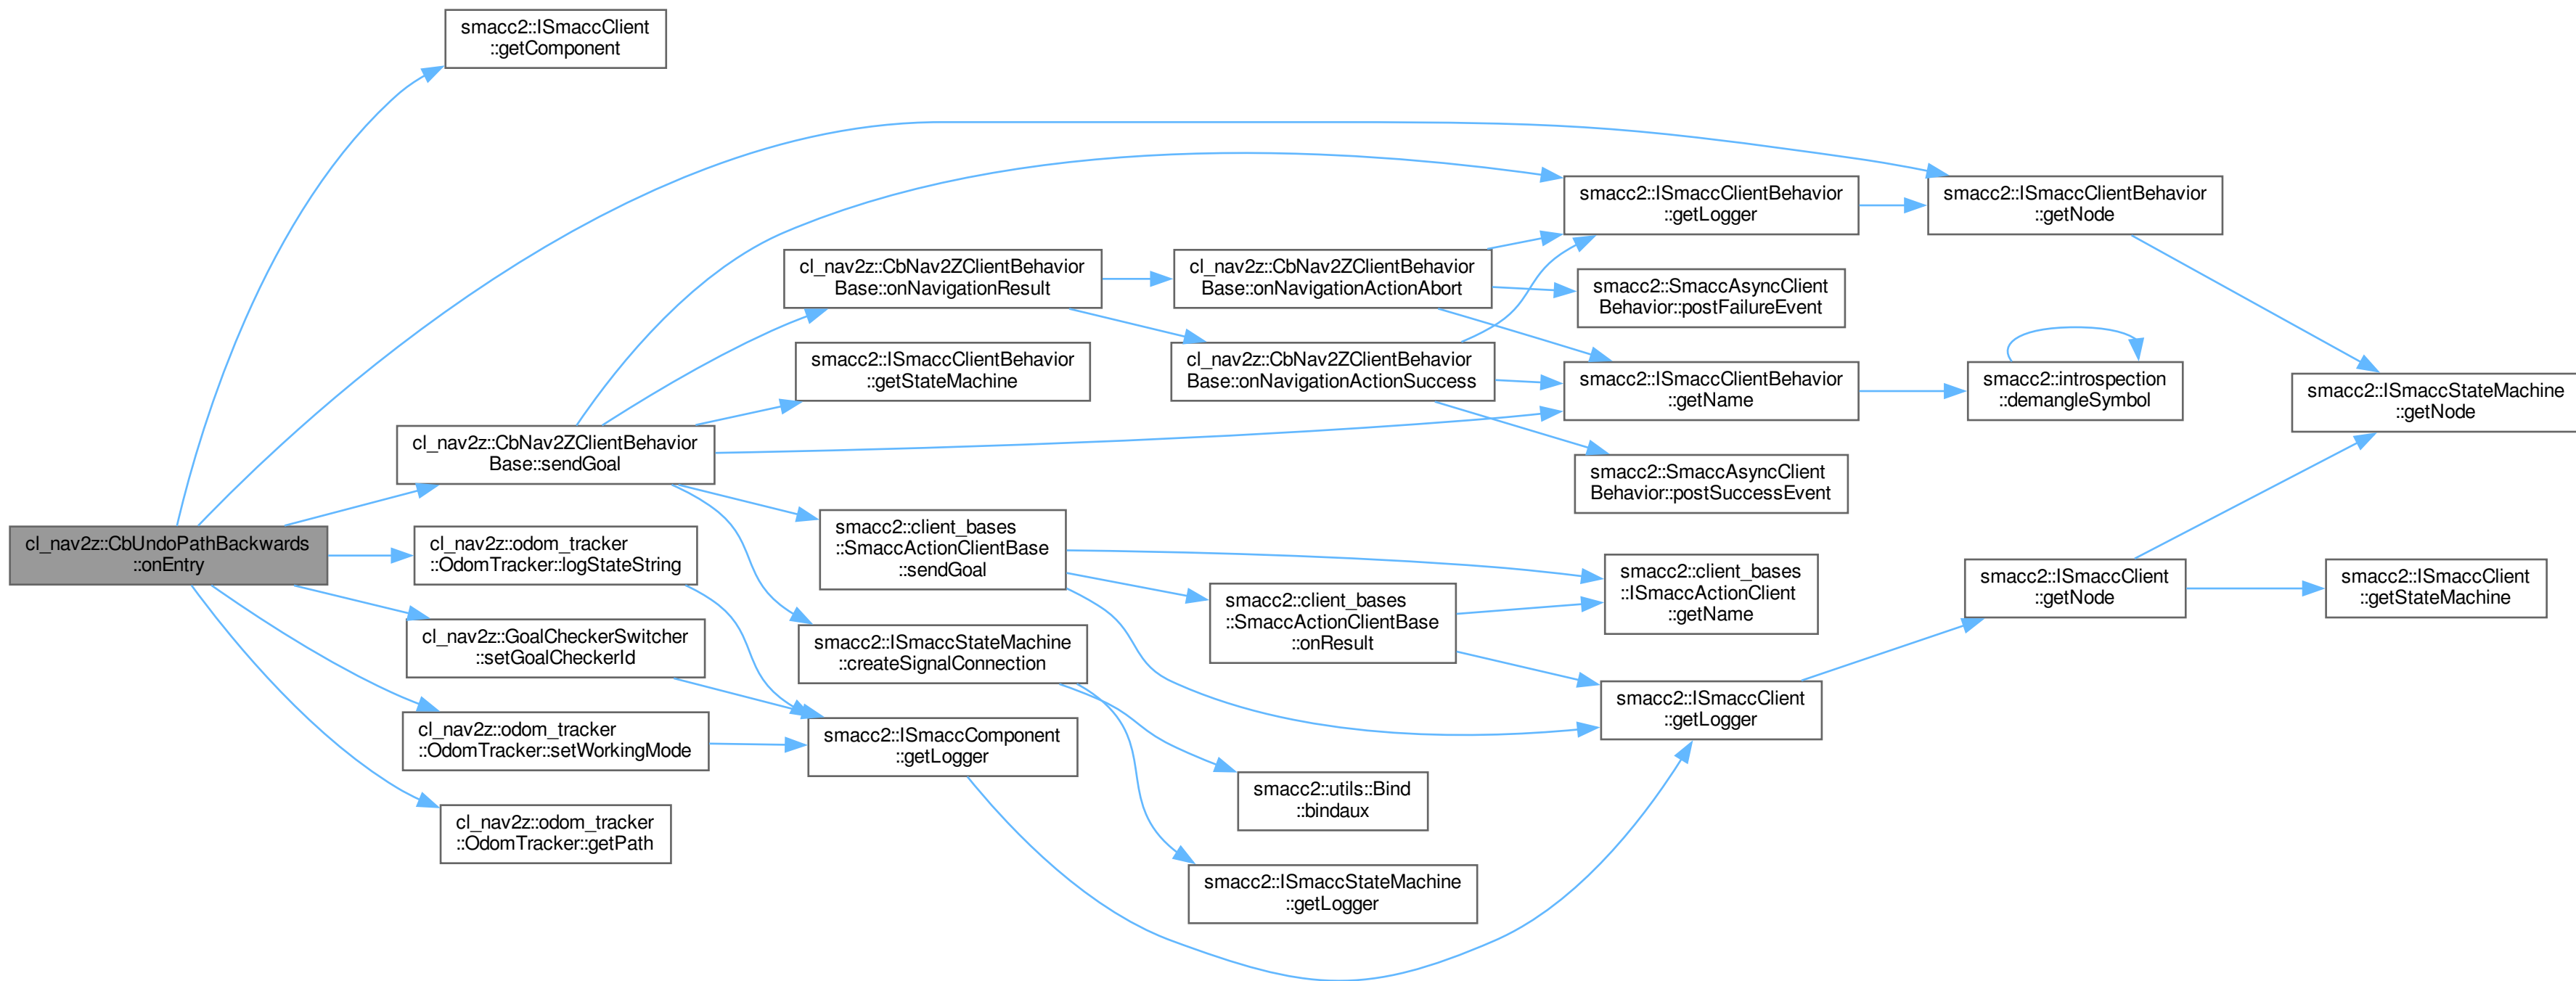 smacc2::ISmaccClient
::getComponent
smacc2::ISmaccClientBehavior
::getLogger
smacc2::ISmaccClientBehavior
::getNode
cl_nav2z::CbNav2ZClientBehavior
Base::onNavigationResult
cl_nav2z::CbNav2ZClientBehavior
Base::onNavigationActionAbort
smacc2::SmaccAsyncClient
Behavior::postFailureEvent
smacc2::ISmaccClientBehavior
::getStateMachine
cl_nav2z::CbNav2ZClientBehavior
Base::onNavigationActionSuccess
smacc2::ISmaccClientBehavior
::getName
smacc2::introspection
::demangleSymbol
smacc2::ISmaccStateMachine
::getNode
cl_nav2z::CbNav2ZClientBehavior
Base::sendGoal
smacc2::SmaccAsyncClient
Behavior::postSuccessEvent
cl_nav2z::CbUndoPathBackwards
::onEntry
cl_nav2z::odom_tracker
::OdomTracker::logStateString
smacc2::client_bases
::SmaccActionClientBase
::sendGoal
smacc2::client_bases
::SmaccActionClientBase
::onResult
smacc2::client_bases
::ISmaccActionClient
::getName
smacc2::ISmaccClient
::getNode
smacc2::ISmaccClient
::getStateMachine
cl_nav2z::GoalCheckerSwitcher
::setGoalCheckerId
smacc2::ISmaccStateMachine
::createSignalConnection
smacc2::ISmaccClient
::getLogger
cl_nav2z::odom_tracker
::OdomTracker::setWorkingMode
smacc2::ISmaccComponent
::getLogger
smacc2::utils::Bind
::bindaux
cl_nav2z::odom_tracker
::OdomTracker::getPath
smacc2::ISmaccStateMachine
::getLogger